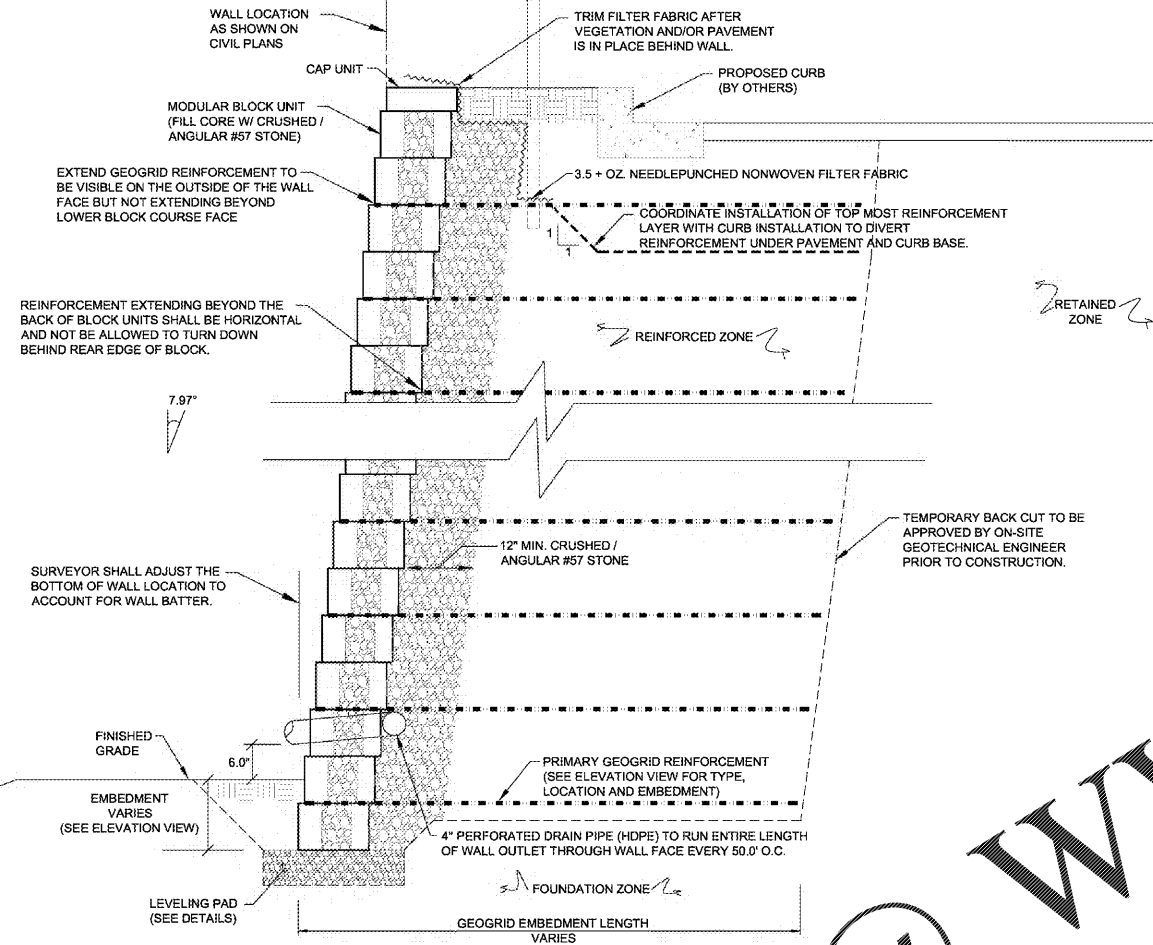 WALL LOCATION
AS SHOWN ON
CIVIL PLANS
TRIM FILTER FABRIC AFTER
VEGETATION AND/OR PAVEMENT
IS IN PLACE BEHIND WALL.
CAP UNIT
PROPOSED CURB
(BY OTHERS)
MODULAR BLOCK UNIT
(FILL CORE W/ CRUSHED /
ANGULAR #57 STONE)
EXTEND GEOGRID REINFORCEMENT TO
BE VISIBLE ON THE OUTSIDE OF THE WALL
FACE BUT NOT EXTENDING BEYOND
LOWER BLOCK COURSE FACE
3.5 + OZ. NEEDLEPUNCHED NONWOVEN FILTER FABRIC
COORDINATE INSTALLATION OF TOP MOST REINFORCEMENT
LAYER WITH CURB INSTALLATION TO DIVERT
REINFORCEMENT UNDER PAVEMENT AND CURB BASE.
1
1
REINFORCEMENT EXTENDING BEYOND THE
BACK OF BLOCK UNITS SHALL BE HORIZONTAL
AND NOT BE ALLOWED TO TURN DOWN
BEHIND REAR EDGE OF BLOCK.
REINFORCED ZONE
RETAINED
ZONE
7.97°
12" MIN. CRUSHED /
ANGULAR #57 STONE
TEMPORARY BACK CUT TO BE
APPROVED BY ON-SITE
GEOTECHNICAL ENGINEER
PRIOR TO CONSTRUCTION.
SURVEYOR SHALL ADJUST THE
BOTTOM OF WALL LOCATION TO
ACCOUNT FOR WALL BATTER.
FINISHED
GRADE
6.0"
PRIMARY GEOGRID REINFORCEMENT
(SEE ELEVATION VIEW FOR TYPE,
LOCATION AND EMBEDMENT)
EMBEDMENT
VARIES
(SEE ELEVATION VIEW)
4" PERFORATED DRAIN PIPE (HDPE) TO RUN ENTIRE LENGTH
OF WALL OUTLET THROUGH WALL FACE EVERY 50.0' O.C.
LEVELING PAD
(SEE DETAILS)
FOUNDATION ZONE
GEOGRID EMBEDMENT LENGTH
VARIES